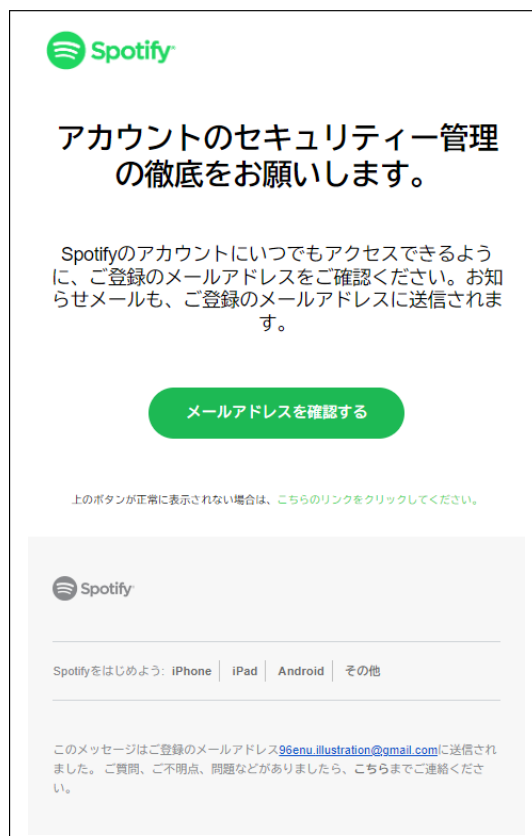 Spotify
アカウントのセキュリティー管理
の徹底をお願いします。
Spotifyのアカウントにいつでもアクセスできるよう
に、ご登録のメールアドレスをご確認ください。お知
らせメールも、ご登録のメールアドレスに送信されま
す。
メールアドレスを確認する
上のボタンが正常に表示されない場合は、こちらのリンクをクリックしてください。
Spotify
Spotifyをはじめよう: iPhone iPad Android その他
このメッセージはご登録のメールアドレス96enu.illustration@gmail.comに送信され
ました。 ご質問、ご不明点、問題などがありましたら、こちらまでご連絡くださ
い。